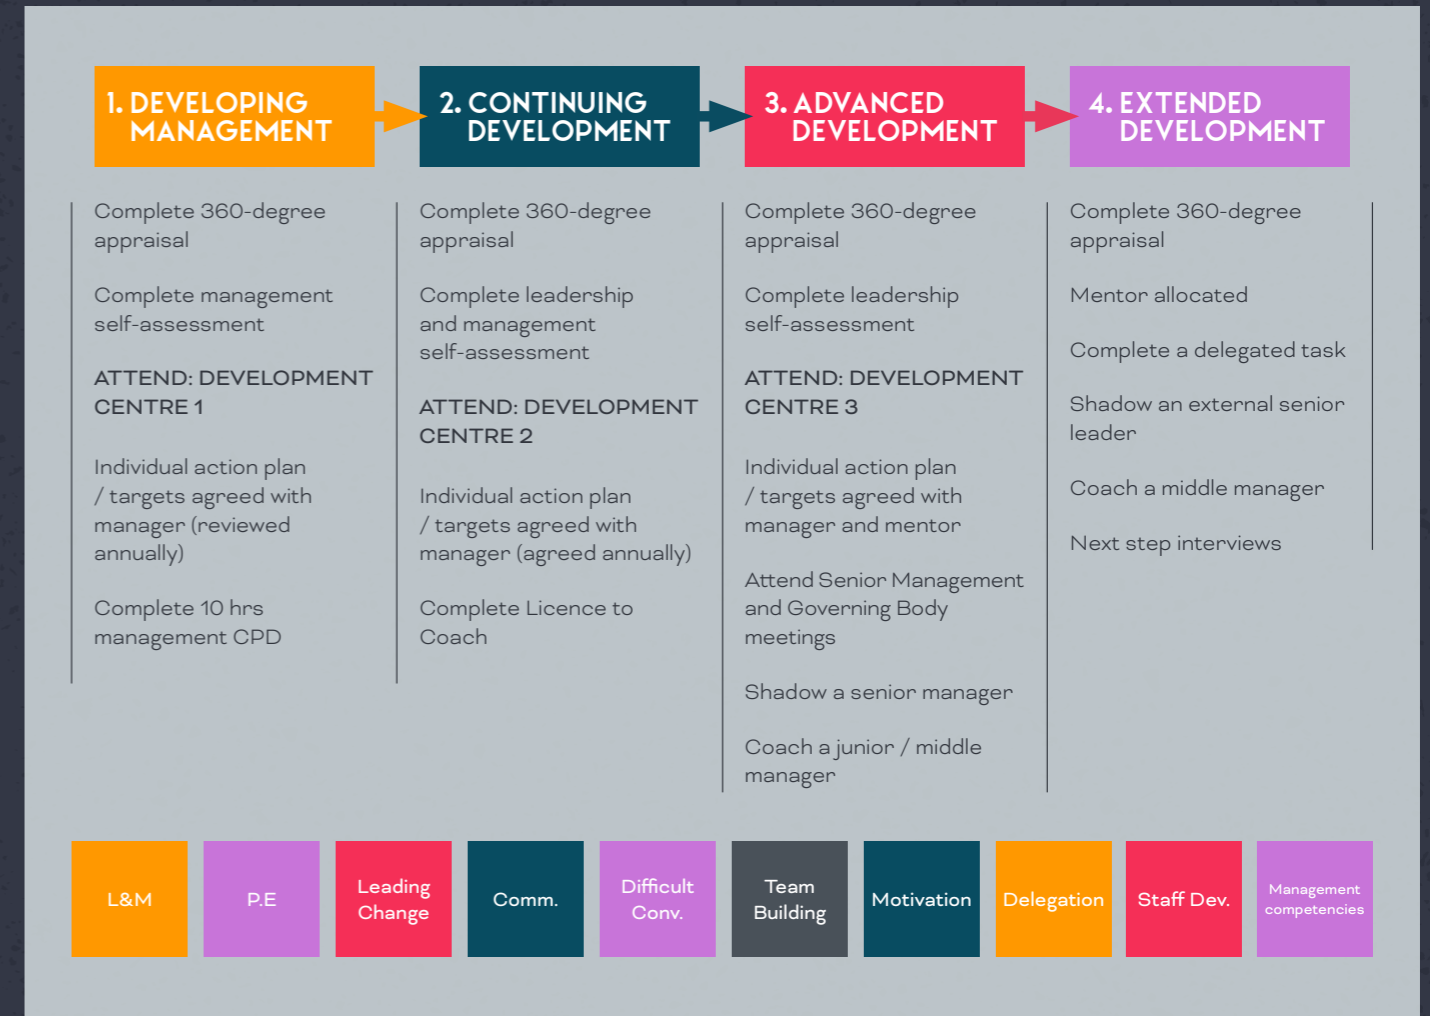 1. DEVELOPING
MANAGEMENT
2. CONTINUING
DEVELOPMENT
3. ADVANCED
DEVELOPMENT
4. EXTENDED
DEVELOPMENT
Complete 360-degree
appraisal
Complete management
self-assessment
ATTEND: DEVELOPMENT
CENTRE 1
Individual action plan
/ targets agreed with
manager (reviewed
annually)
Complete 10 hrs
management CPD
Complete 360-degree
appraisal
Complete leadership
and management
self-assessment
ATTEND: DEVELOPMENT
CENTRE 2
Individual action plan
/ targets agreed with
manager (agreed annually)
Complete Licence to
Coach
Complete 360-degree
appraisal
Complete leadership
self-assessment
ATTEND: DEVELOPMENT
CENTRE 3
Individual action plan
/ targets agreed with
manager and mentor
Attend Senior Management
and Governing Body
meetings
Shadow a senior manager
Coach a junior / middle
manager
Complete 360-degree
appraisal
Mentor allocated
Complete a delegated task
Shadow an external senior
leader
Coach a middle manager
Next step interviews
L&M
P.E
Leading
Change
Comm.
Difficult
Conv.
Team
Building
Motivation
Delegation
Staff Dev.
Management
competencies